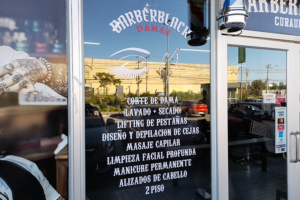 BARBERBLACK
DAMAS
CORTE DE DAMA
LAVADO + SECADO
LIFTING DE PESTAÑAS
DISEÑO Y DEPILACION DE CEJAS
MASAJE CAPILAR
LIMPIEZA FACIAL PROFUNDA
MANICURE PERMANENTE
ALIZADOS DE CABELLO
2 PISO